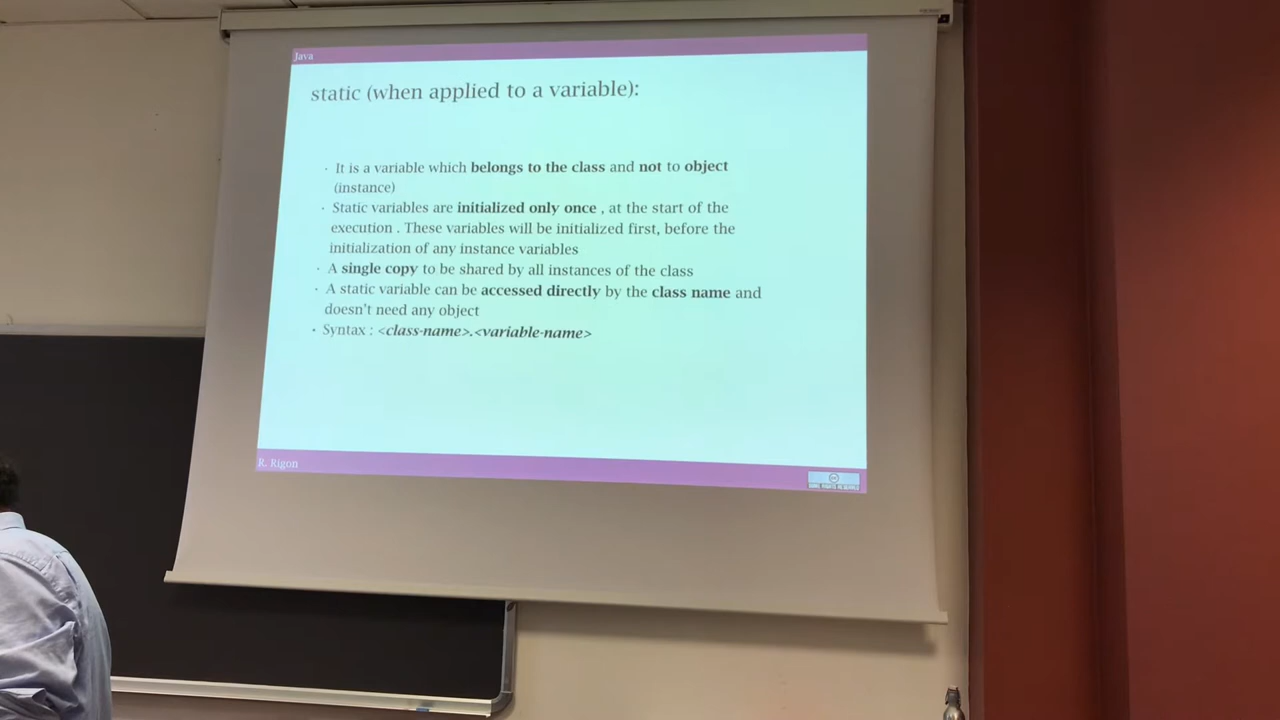 Java
static (when applied to a variable):
· It is a variable which belongs to the class and not to object
(instance)
· Static variables are initialized only once , at the start of the
execution . These variables will be initialized first, before the
initialization of any instance variables
· A single copy to be shared by all instances of the class
· A static variable can be accessed directly by the class name and
doesn't need any object
· Syntax : <class-name>.<variable-name>
R. Rigon